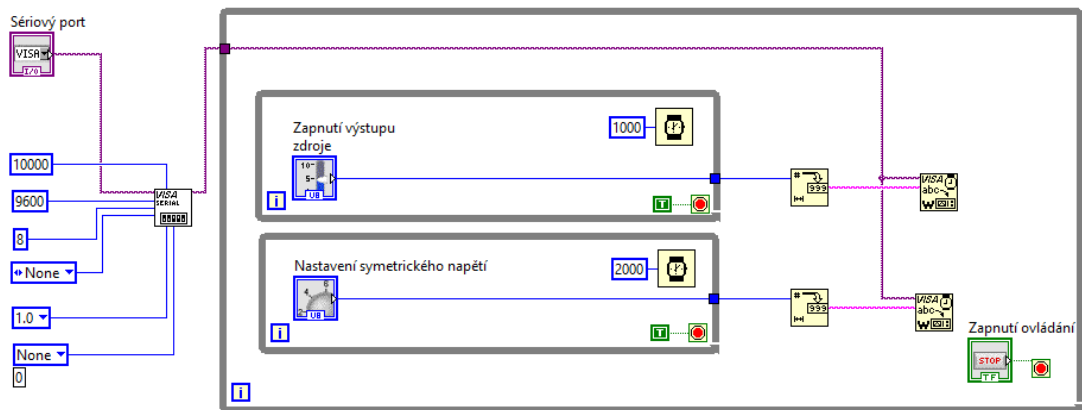 Sériový port
VISA
I/O
10000
9600
8
None
1.0
None
0
VISA
SERIAL
Zapnutí výstupu
zdroje
10
5
U8
i
1000
T
#
999
VISA
abc
W
Nastavení symetrického napětí
2
4
6
U8
i
2000
T
#
999
VISA
abc
W
Zapnutí ovládání
STOP
TF
i